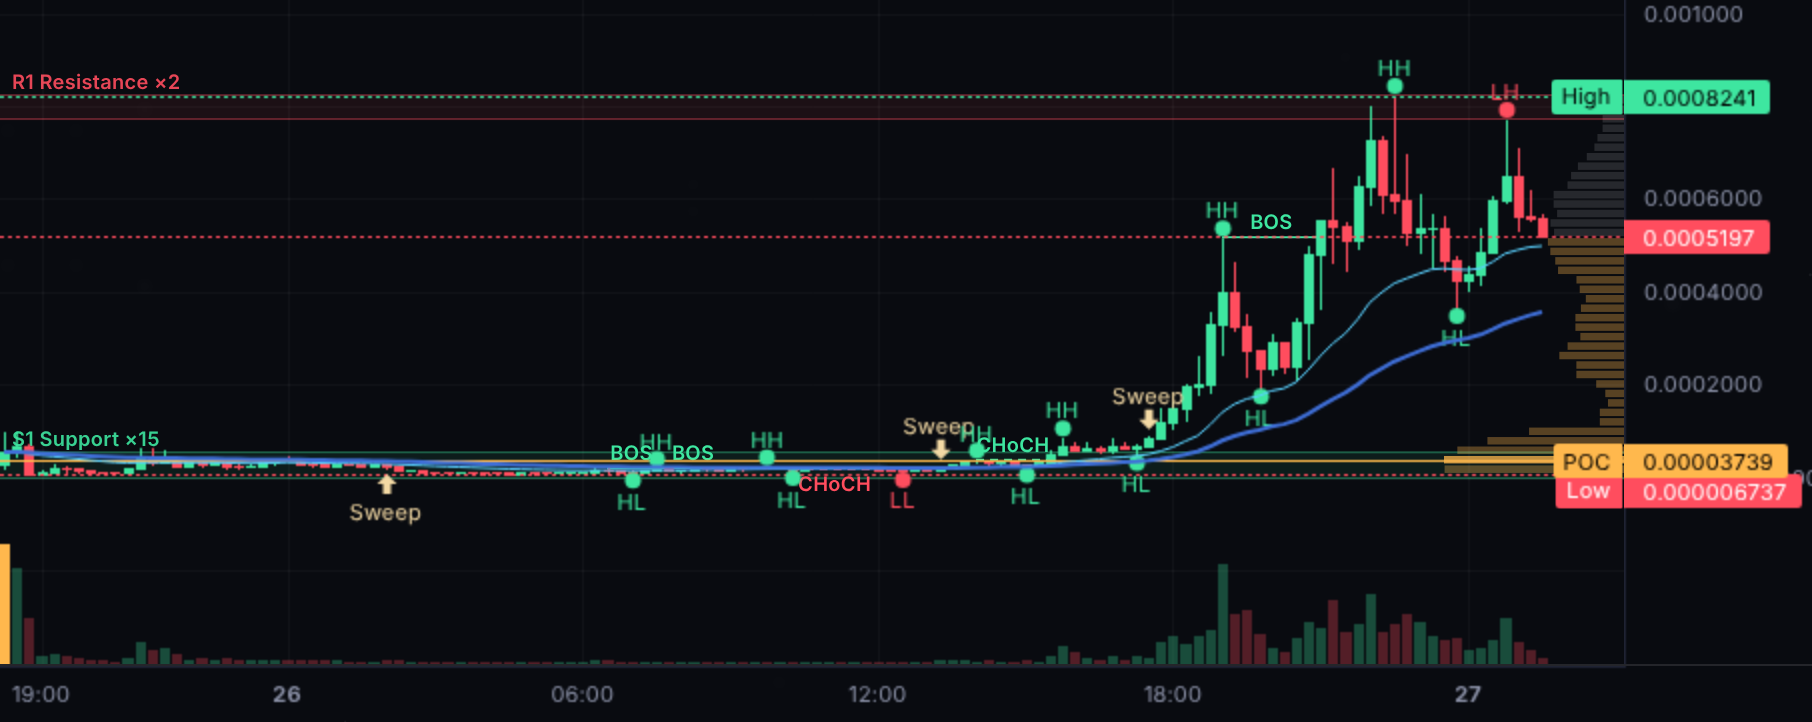 0.001000
HH
R1 Resistance ×2
LH
High 0.0008241
0.0006000
HH
BOS
0.0005197
0.0004000
HL
0.0002000
Sweep
HH
HL
Sweep
HH
CHoCH
S1 Support ×15
HH
HH
BOS
BOS
POC 0.00003739
CHoCH
HL
HL
HL
LL
HL
Low 0.000006737
Sweep
19:00
26
06:00
12:00
18:00
27